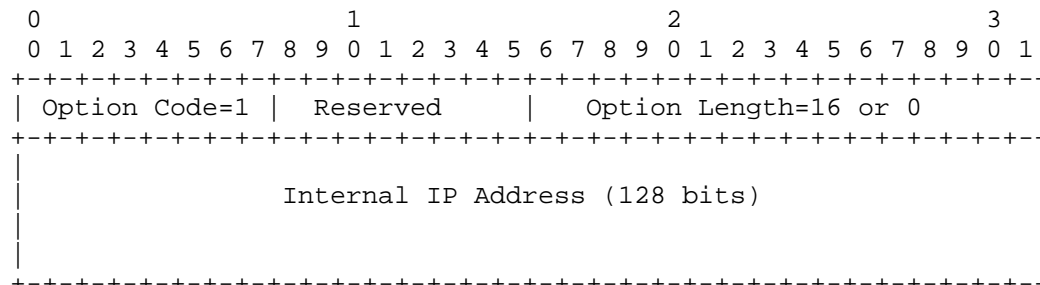 0                   1                   2                   3
 0 1 2 3 4 5 6 7 8 9 0 1 2 3 4 5 6 7 8 9 0 1 2 3 4 5 6 7 8 9 0 1
+-+-+-+-+-+-+-+-+-+-+-+-+-+-+-+-+-+-+-+-+-+-+-+-+-+-+-+-+-+-+-+-
| Option Code=1 |  Reserved     |   Option Length=16 or 0
+-+-+-+-+-+-+-+-+-+-+-+-+-+-+-+-+-+-+-+-+-+-+-+-+-+-+-+-+-+-+-+-
|
|                Internal IP Address (128 bits)
|
|
+-+-+-+-+-+-+-+-+-+-+-+-+-+-+-+-+-+-+-+-+-+-+-+-+-+-+-+-+-+-+-+-